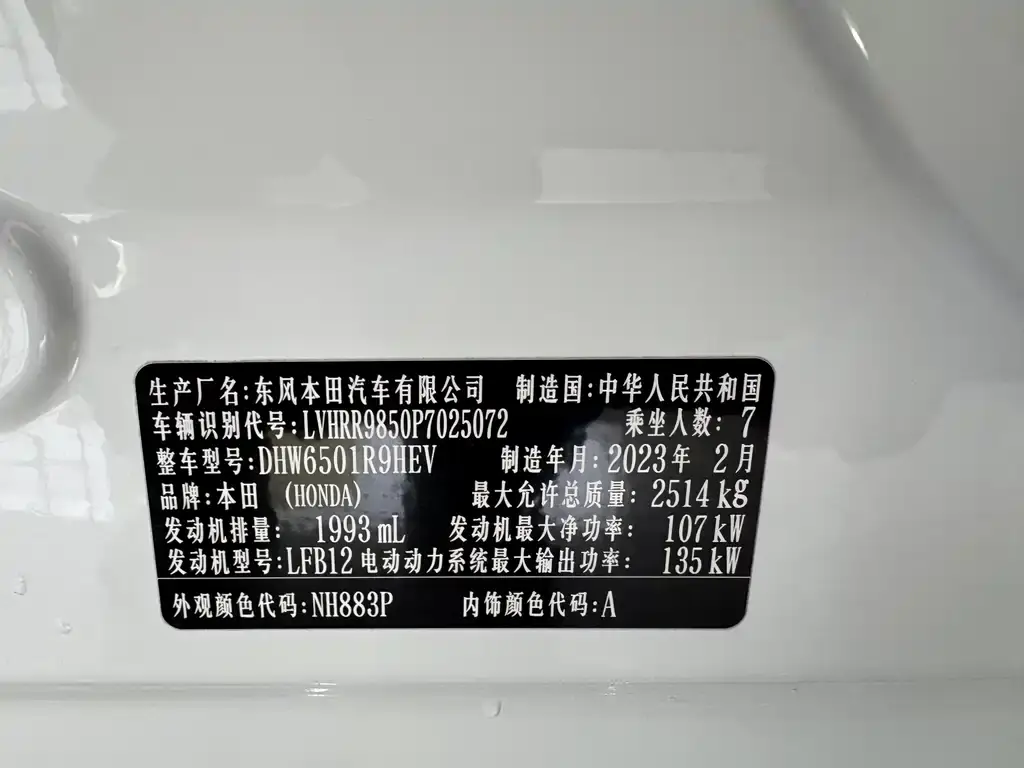 生产厂名:东风本田汽车有限公司 制造国:中华人民共和国
车辆识别代号:LVHRR9850P7025072 乘坐人数:7
整车型号:DHW6501R9HEV 制造年月:2023年 2月
品牌:本田 (HONDA) 最大允许总质量:2514kg
发动机排量: 1993mL 发动机最大净功率: 107kW
发动机型号:LFB12 电动动力系统最大输出功率: 135kW
外观颜色代码:NH883P 内饰颜色代码:A